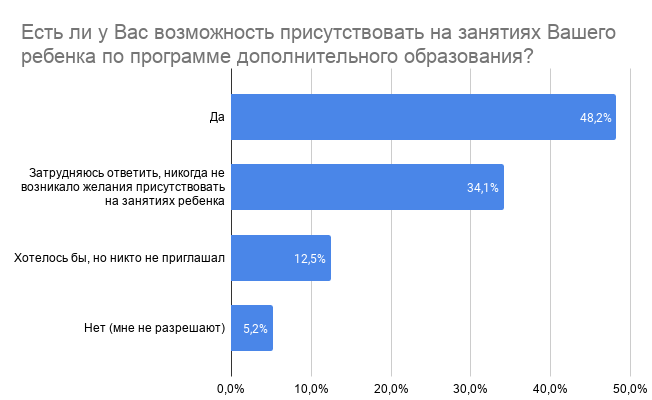 Есть ли у Вас возможность присутствовать на занятиях Вашего
ребенка по программе дополнительного образования?
Да
48,2%
Затрудняюсь ответить, никогда не
возникало желания присутствовать
на занятиях ребенка
34,1%
Хотелось бы, но никто не приглашал
12,5%
Нет (мне не разрешают)
5,2%
0,0%
10,0%
20,0%
30,0%
40,0%
50,0%